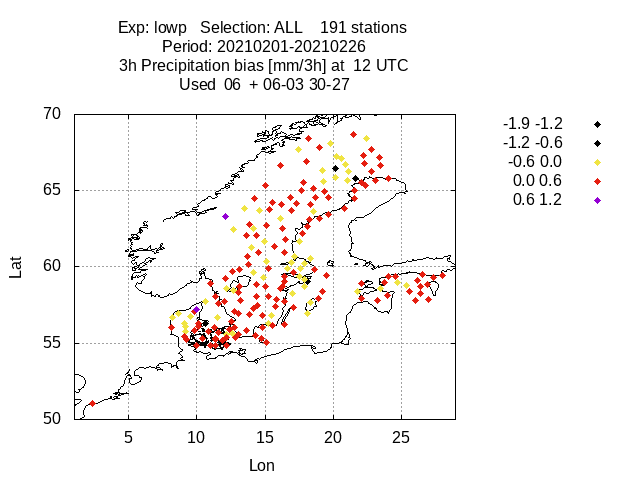 Exp: lowp   Selection: ALL    191 stations
Period: 20210201-20210226
3h Precipitation bias [mm/3h] at  12 UTC
Used  06  + 06-03 30-27
-1.9 -1.2
-1.2 -0.6
-0.6 0.0
0.0 0.6
0.6 1.2
70
65
60
55
50
Lat
5
10
15
20
25
Lon